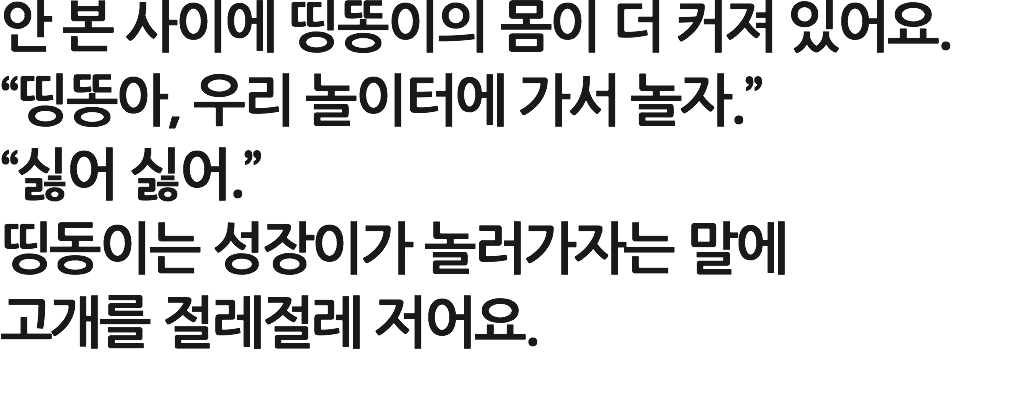 안 본 사이에 띵똥이의 몸이 더 커져 있어요.
“띵똥아, 우리 놀이터에 가서 놀자.”
“싫어 싫어.”
띵동이는 성장이가 놀러가자는 말에
고개를 절레절레 저어요.